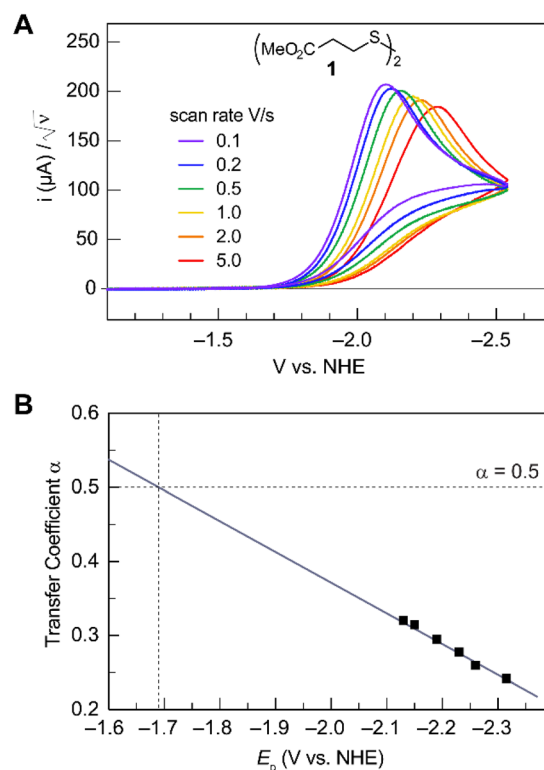 A
(MeO₂C S)₂
1
scan rate V/s
0.1
0.2
0.5
1.0
2.0
5.0
250
200
150
100
50
0
i (μA) /√ν
−1.5 −2.0 −2.5
V vs. NHE
B
0.6
0.5
0.4
0.3
0.2
Transfer Coefficient α
α = 0.5
−1.6 −1.7 −1.8 −1.9 −2.0 −2.1 −2.2 −2.3
Eₚ (V vs. NHE)